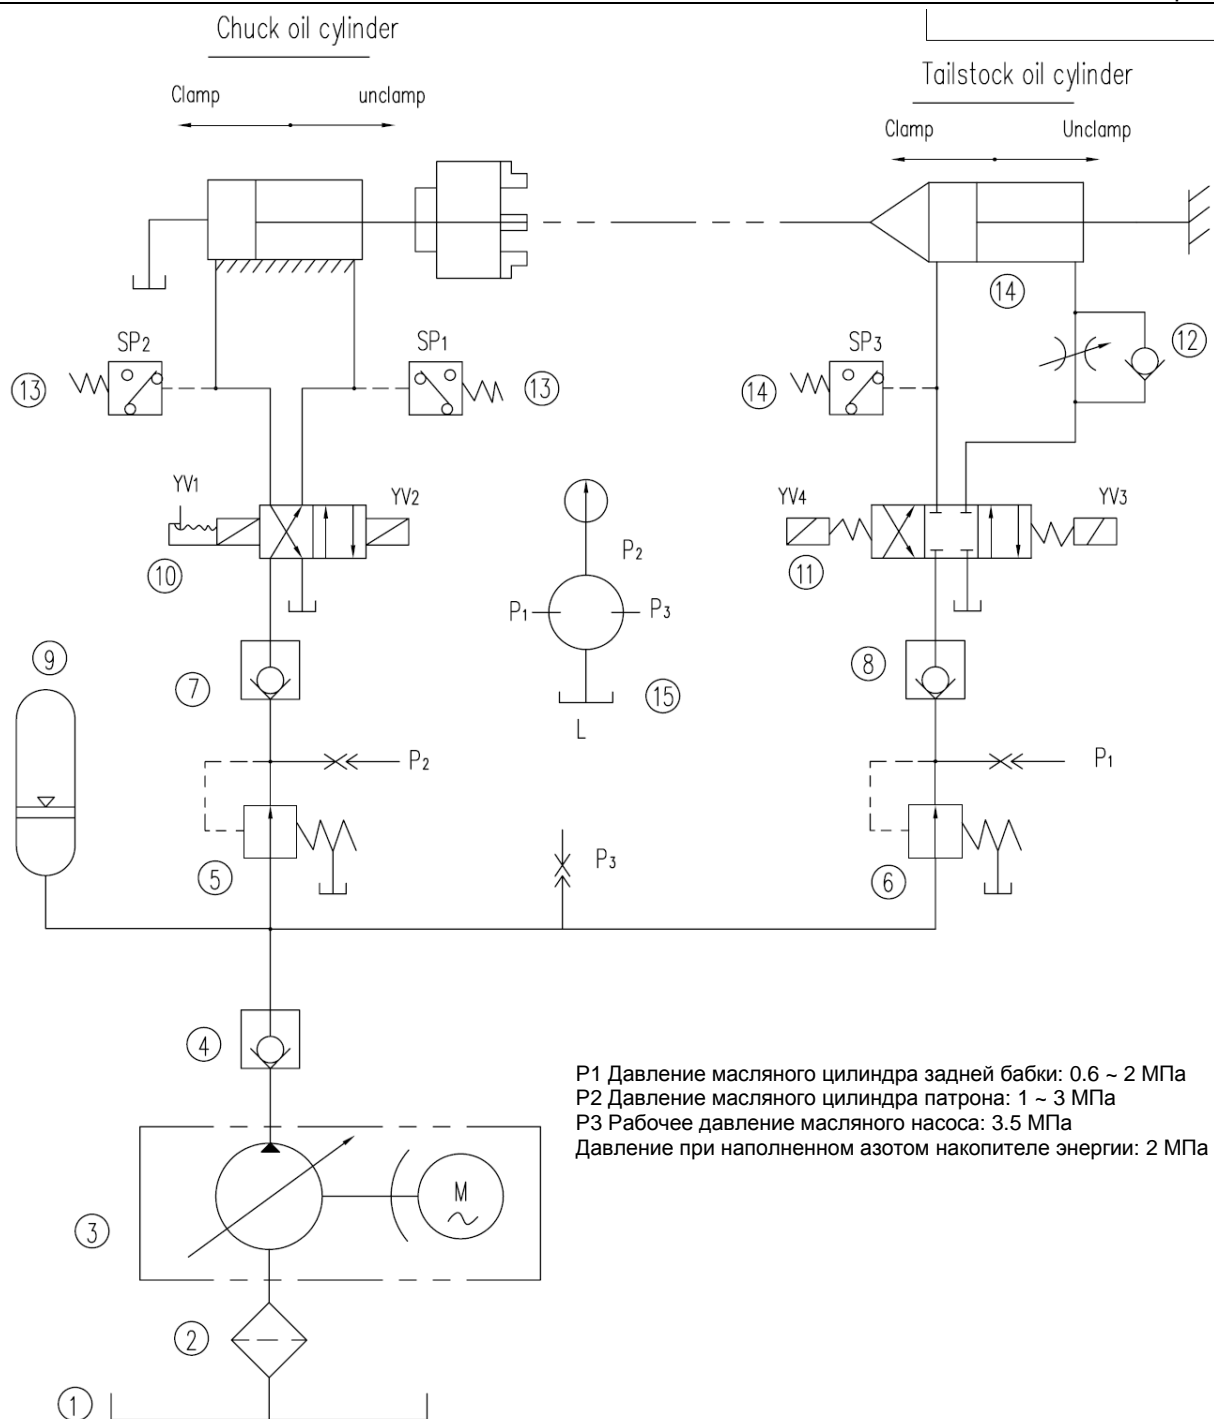 Chuck oil cylinder
Clamp unclamp
Tailstock oil cylinder
Clamp Unclamp
14
12
SP2 SP1 SP3
13 13 14
YV1 YV2 YV4 YV3
10 11
P2
P1 P3
15
L
9
7 8
P2 P1
5 P3 6
4
P1 Давление масляного цилиндра задней бабки: 0.6 ~ 2 МПа
P2 Давление масляного цилиндра патрона: 1 ~ 3 МПа
P3 Рабочее давление масляного насоса: 3.5 МПа
Давление при наполненном азотом накопителе энергии: 2 МПа
M
3
2
1